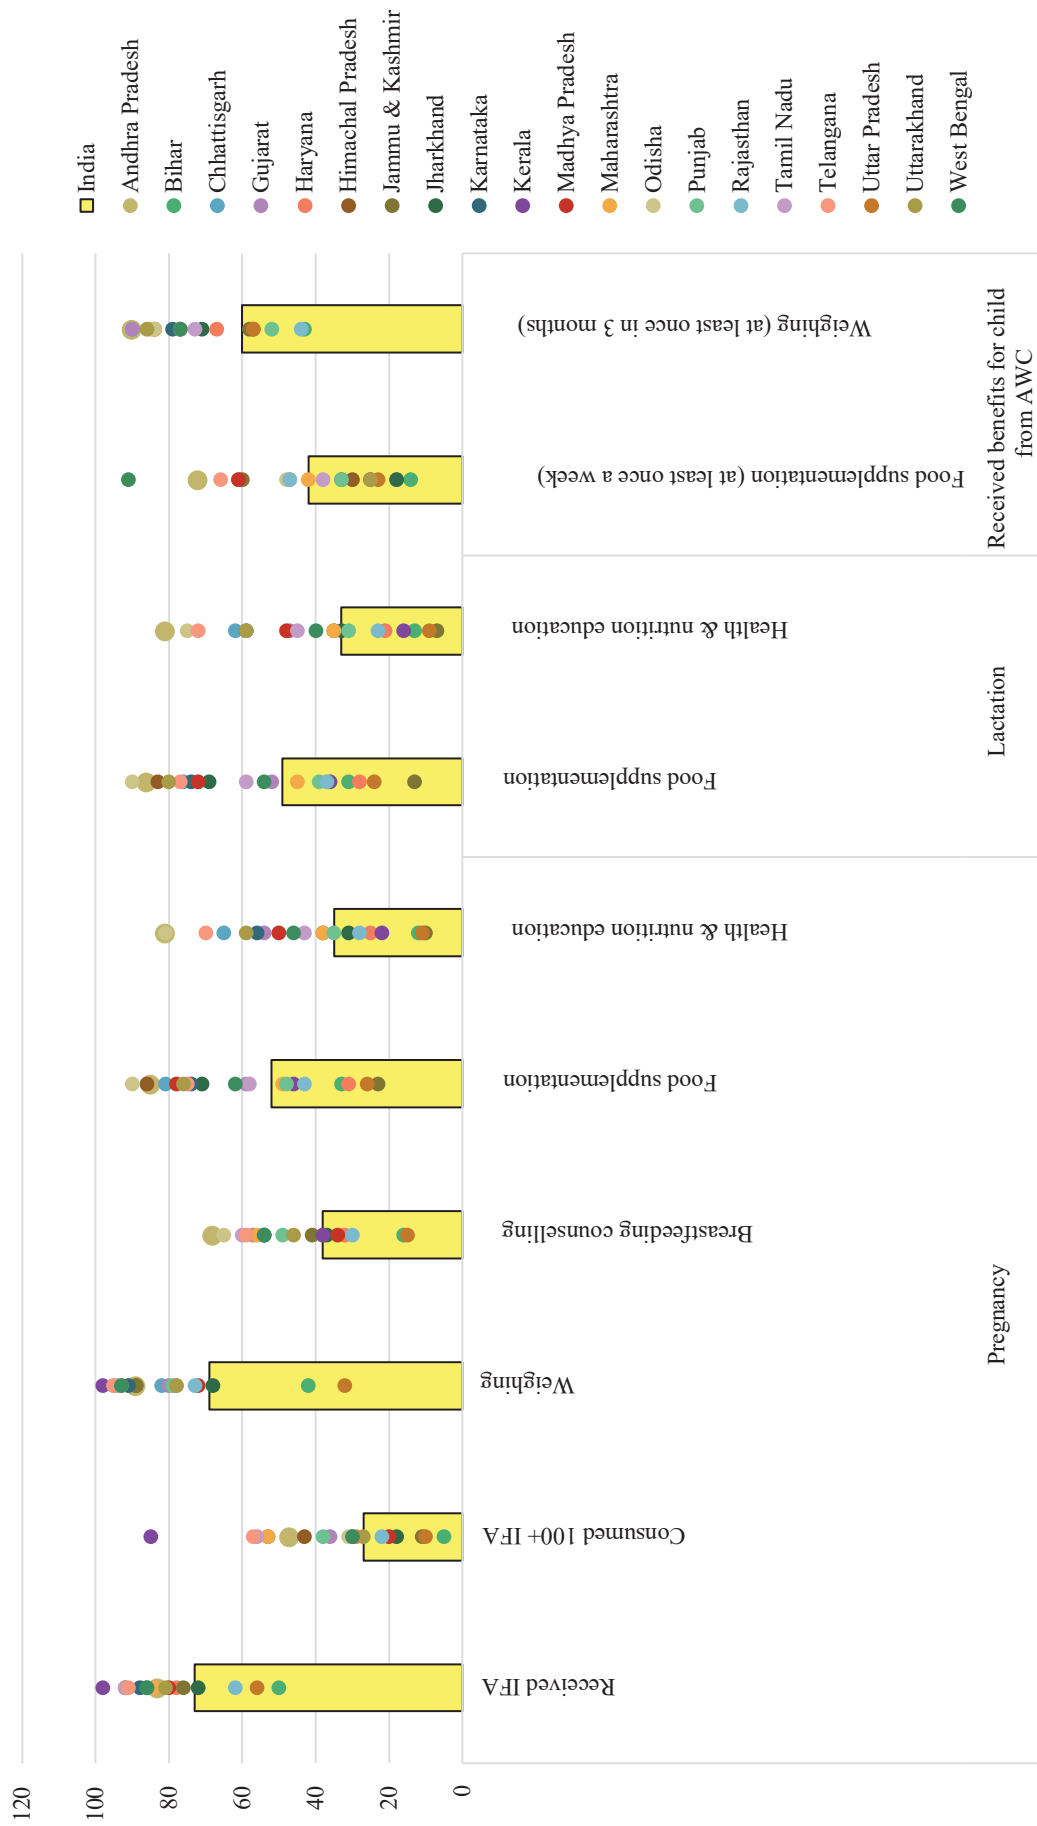 120
100
80
60
40
20
0
Received IFA
Consumed 100+ IFA
Weighing
Breastfeeding counselling
Food supplementation
Health & nutrition education
Food supplementation
Health & nutrition education
Food supplementation (at least once a week)
Weighing (at least once in 3 months)
Pregnancy
Lactation
Received benefits for child
from AWC
India
Andhra Pradesh
Bihar
Chhattisgarh
Gujarat
Haryana
Himachal Pradesh
Jammu & Kashmir
Jharkhand
Karnataka
Kerala
Madhya Pradesh
Maharashtra
Odisha
Punjab
Rajasthan
Tamil Nadu
Telangana
Uttar Pradesh
Uttarakhand
West Bengal